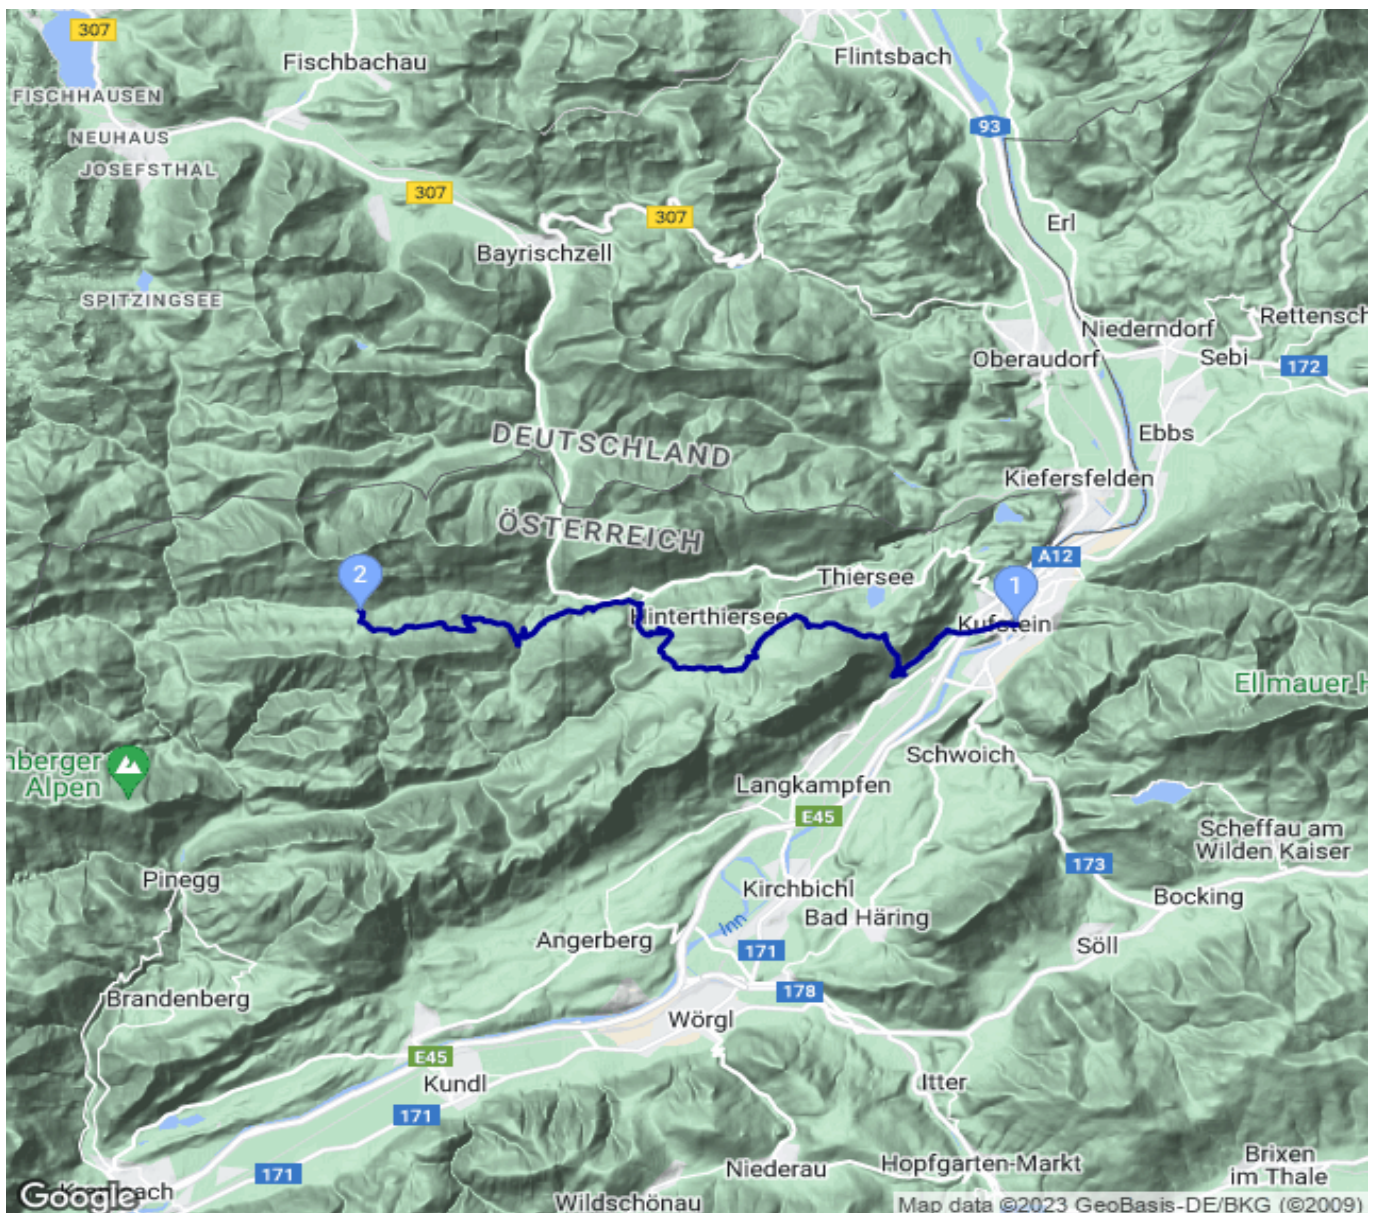 307
Fischbachau
Flintsbach
FISCHHAUSEN
NEUHAUS
JOSEFSTHAL
93
307
307
Erl
Bayrischzell
SPITZINGSEE
Niederndorf
Rettensch
Oberaudorf
Sebi
172
DEUTSCHLAND
Ebbs
Kiefersfelden
ÖSTERREICH
A12
2
Thiersee
1
Hinterthiersee
Kufstein
Ellmauer H
nberger
Alpen
Schwoich
Langkampfen
E45
Scheffau am
Wilden Kaiser
173
Pinegg
Kirchbichl
Bocking
Bad Häring
Inn
Angerberg
171
Söll
178
Brandenberg
Wörgl
E45
Kundl
Itter
171
Niederau
Hopfgarten-Markt
Brixen
im Thale
171
Google
Wildschönau
Map data ©2023 GeoBasis-DE/BKG (©2009)